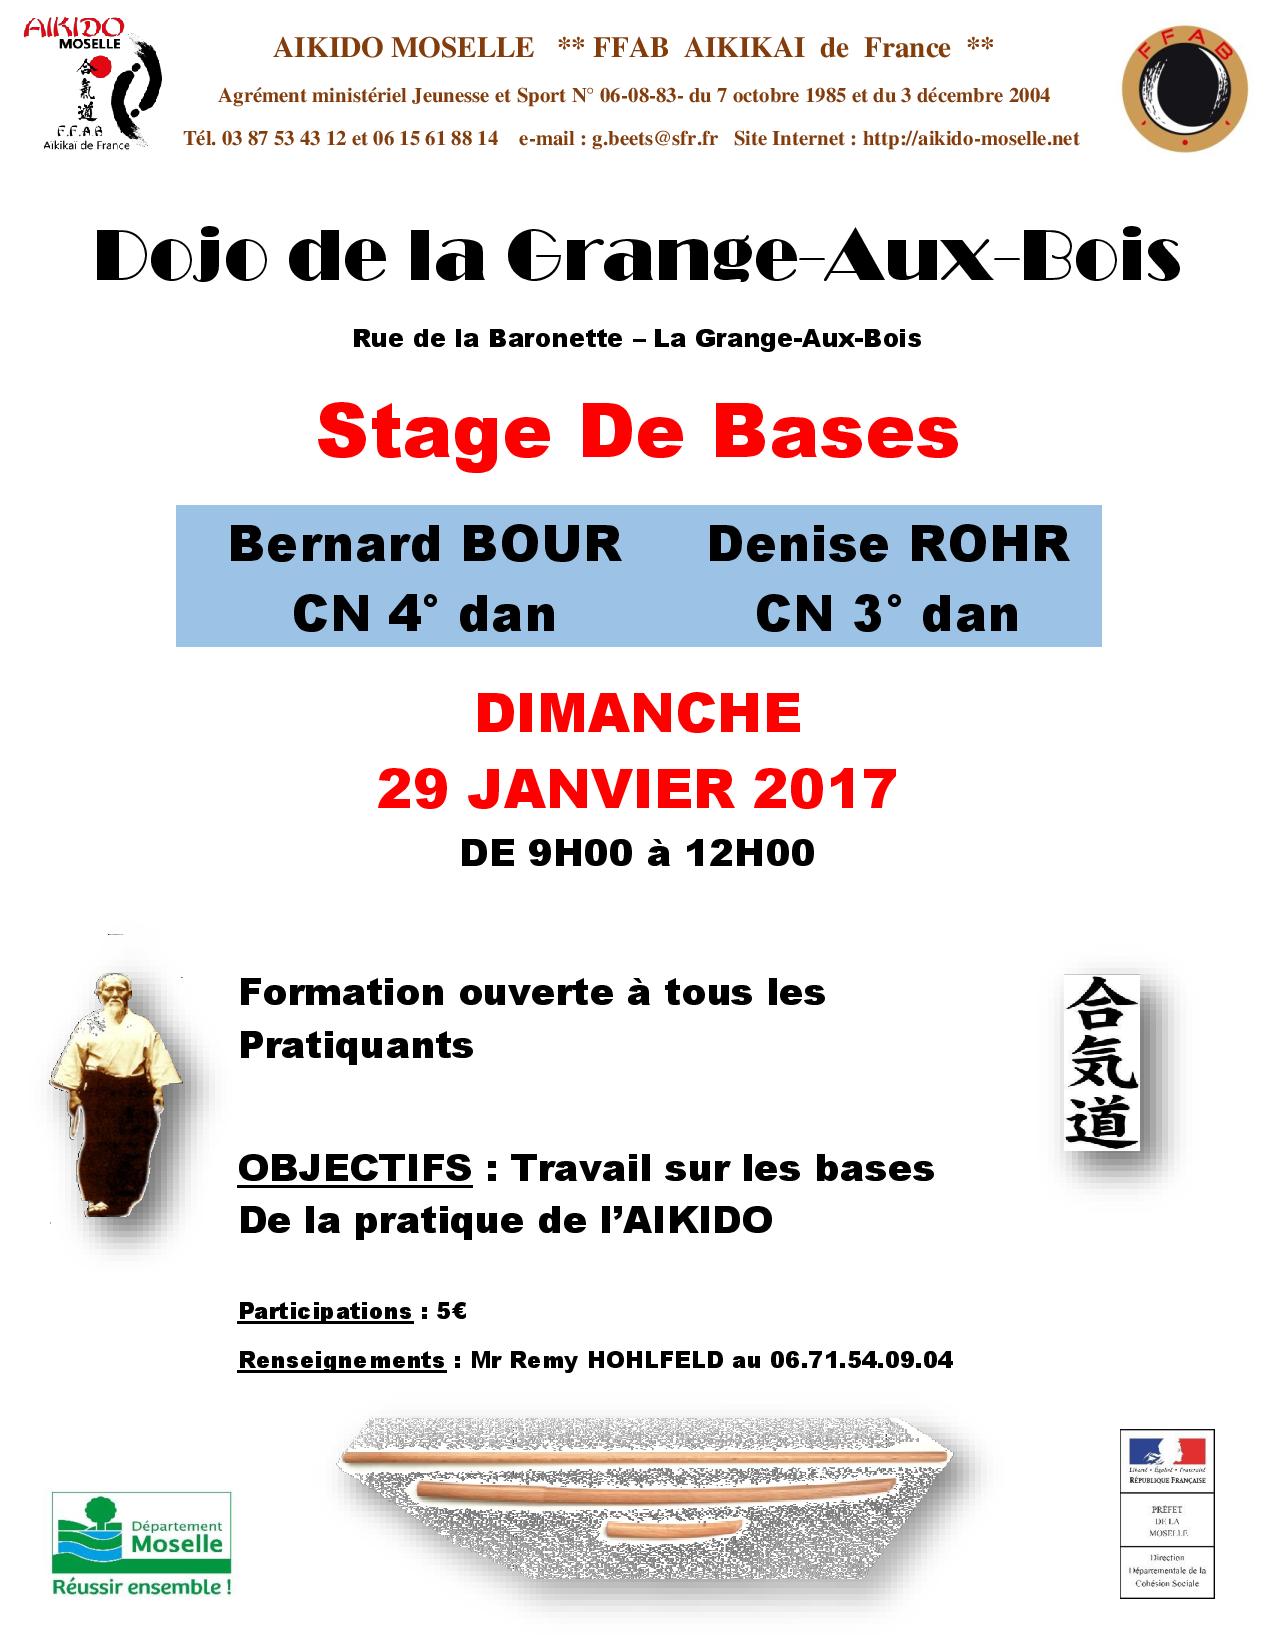 AIKIDO
MOSELLE
合
氣
道
F.F.A.B
Aïkikaï de France
AIKIDO MOSELLE ** FFAB AIKIKAI de France **
Agrément ministériel Jeunesse et Sport N° 06-08-83- du 7 octobre 1985 et du 3 décembre 2004
Tél. 03 87 53 43 12 et 06 15 61 88 14 e-mail : g.beets@sfr.fr Site Internet : http://aikido-moselle.net
FFAB
Dojo de la Grange-Aux-Bois
Rue de la Baronette – La Grange-Aux-Bois
Stage De Bases
Bernard BOUR Denise ROHR
CN 4° dan CN 3° dan
DIMANCHE
29 JANVIER 2017
DE 9H00 à 12H00
Formation ouverte à tous les
Pratiquants
合
気
道
OBJECTIFS : Travail sur les bases
De la pratique de l’AIKIDO
Participations : 5€
Renseignements : Mr Remy HOHLFELD au 06.71.54.09.04
Département
Moselle
Réussir ensemble !
Liberté • Égalité • Fraternité
RÉPUBLIQUE FRANÇAISE
PRÉFET
DE LA
MOSELLE
Direction
Départementale de la
Cohésion Sociale